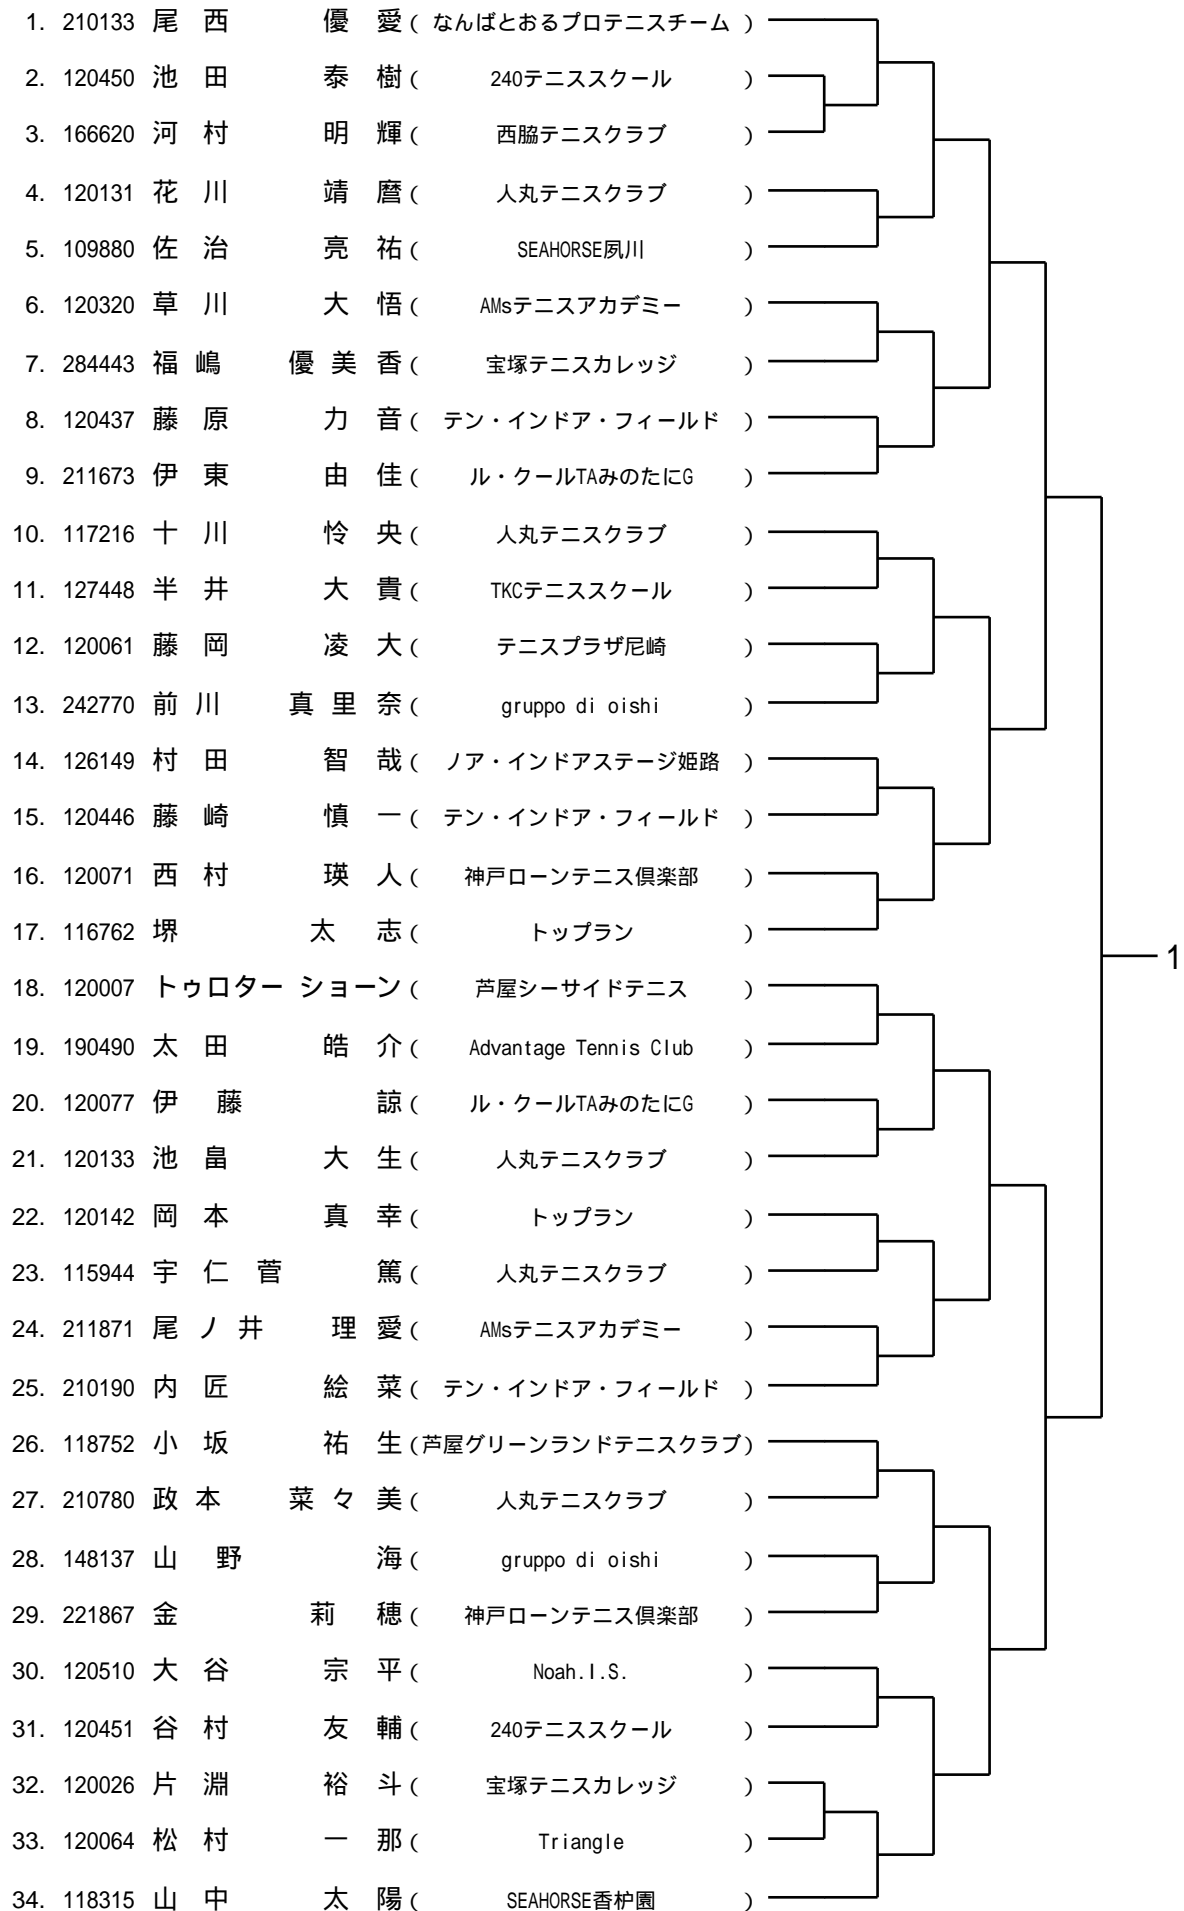 1. 210133 尾西 優愛(なんばとおるプロテニスチーム)
2. 120450 池田 泰樹(240テニススクール)
3. 166620 河村 明輝(西脇テニスクラブ)
4. 120131 花川 靖麿(人丸テニスクラブ)
5. 109880 佐治 亮祐(SEAHORSE夙川)
6. 120320 草川 大悟(AMsテニスアカデミー)
7. 284443 福嶋 優美香(宝塚テニスカレッジ)
8. 120437 藤原 力音(テン・インドア・フィールド)
9. 211673 伊東 由佳(ル・クールTAみのたにG)
10. 117216 十川 怜央(人丸テニスクラブ)
11. 127448 半井 大貴(TKCテニススクール)
12. 120061 藤岡 凌大(テニスプラザ尼崎)
13. 242770 前川 真里奈(gruppo di oishi)
14. 126149 村田 智哉(ノア・インドアステージ姫路)
15. 120446 藤崎 慎一(テン・インドア・フィールド)
16. 120071 西村 瑛人(神戸ローンテニス倶楽部)
17. 116762 堺 太志(トップラン)
1
18. 120007 トゥロター ショーン(芦屋シーサイドテニス)
19. 190490 太田 皓介(Advantage Tennis Club)
20. 120077 伊藤 諒(ル・クールTAみのたにG)
21. 120133 池畠 大生(人丸テニスクラブ)
22. 120142 岡本 真幸(トップラン)
23. 115944 宇仁菅 篤(人丸テニスクラブ)
24. 211871 尾ノ井 理愛(AMsテニスアカデミー)
25. 210190 内匠 絵菜(テン・インドア・フィールド)
26. 118752 小坂 祐生(芦屋グリーンランドテニスクラブ)
27. 210780 政本 菜々美(人丸テニスクラブ)
28. 148137 山野 海(gruppo di oishi)
29. 221867 金 莉穂(神戸ローンテニス倶楽部)
30. 120510 大谷 宗平(Noah.I.S.)
31. 120451 谷村 友輔(240テニススクール)
32. 120026 片淵 裕斗(宝塚テニスカレッジ)
33. 120064 松村 一那(Triangle)
34. 118315 山中 太陽(SEAHORSE香枦園)